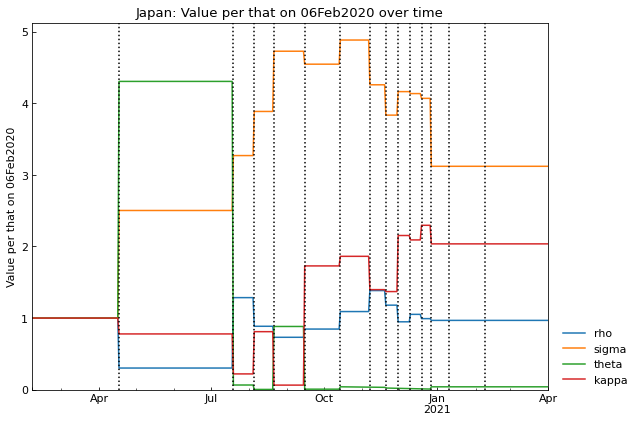 Japan: Value per that on 06Feb2020 over time
Value per that on 06Feb2020
5
4
3
2
1
0
Apr
Jul
Oct
Jan
2021
Apr
rho
sigma
theta
kappa